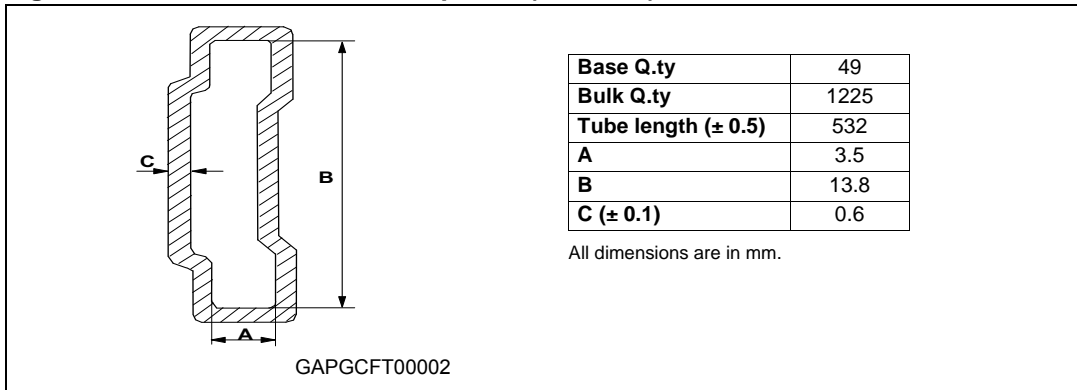 C
B
A
GAPGCFT00002
Base Q.ty 49
Bulk Q.ty 1225
Tube length (± 0.5) 532
A 3.5
B 13.8
C (± 0.1) 0.6
All dimensions are in mm.